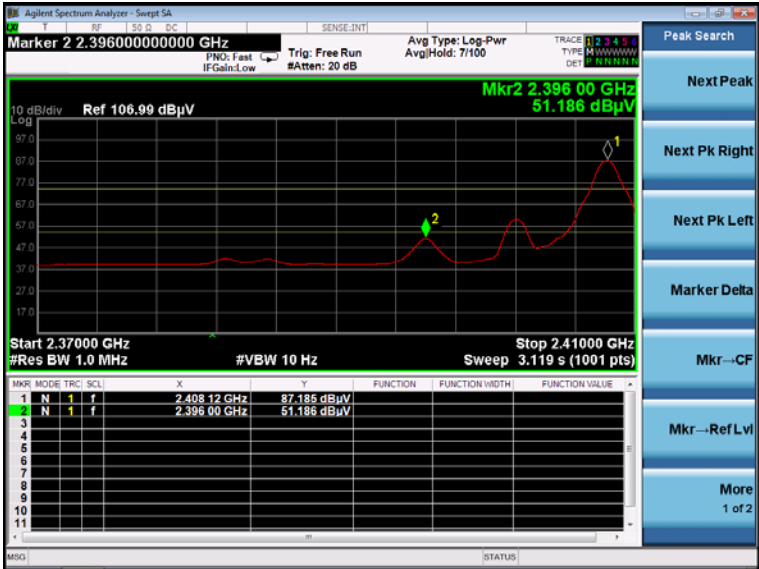 Agilent Spectrum Analyzer - Swept SA
T RF 50 Ω DC SENSE:INT
Marker 2 2.396000000000 GHz
PNO: Fast
IFGain:Low
Trig: Free Run
#Atten: 20 dB
Avg Type: Log-Pwr
Avg|Hold: 7/100
TRACE 1 2 3 4 5 6
TYPE M W W W W W
DET P N N N N N
Mkr2 2.396 00 GHz
51.186 dBµV
10 dB/div Ref 106.99 dBµV
Log
97.0
87.0
77.0
67.0
57.0
47.0
37.0
27.0
17.0
1
2
Start 2.37000 GHz Stop 2.41000 GHz
#Res BW 1.0 MHz #VBW 10 Hz Sweep 3.119 s (1001 pts)
MKR MODE TRC SCL X Y FUNCTION FUNCTION WIDTH FUNCTION VALUE
1 N 1 f 2.408 12 GHz 87.185 dBµV
2 N 1 f 2.396 00 GHz 51.186 dBµV
3
4
5
6
7
8
9
10
11
MSG STATUS
Peak Search
Next Peak
Next Pk Right
Next Pk Left
Marker Delta
Mkr→CF
Mkr→Ref Lvl
More
1 of 2